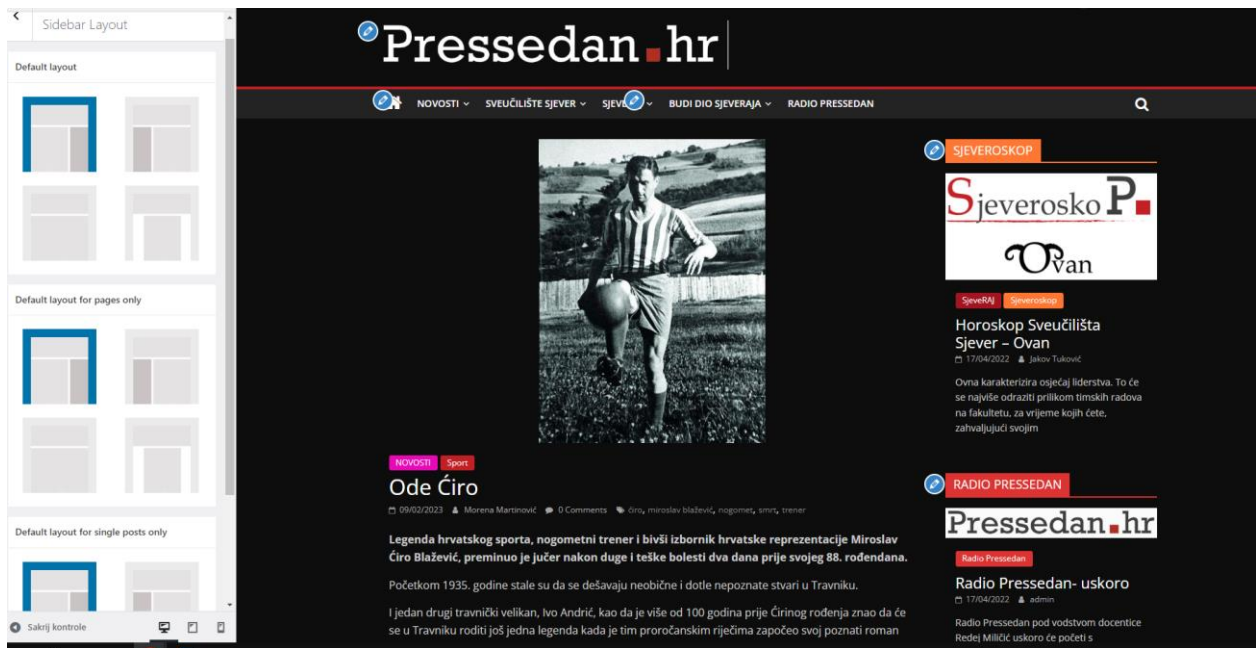 Sidebar Layout
Default layout
Default layout for pages only
Default layout for single posts only
Sakrij kontrole
Pressedan.hr
NOVOSTI
SVEUČILIŠTE SJEVER
BUDI DIO SJEVERAJA
RADIO PRESSEDAN
NOVOSTI
Sport
Ode Ćiro
09/02/2023 Morena Martinović 0 Comments ćiro, miroslav blažević, nogomet, smrt, trener
Legenda hrvatskog sporta, nogometni trener i bivši izbornik hrvatske reprezentacije Miroslav
Ćiro Blažević, preminuo je jučer nakon duge i teške bolesti dva dana prije svojeg 88. rođendana.
Početkom 1935. godine stale su da se dešavaju neobične i dotle nepoznate stvari u Travniku.
I jedan drugi travnički velikan, Ivo Andrić, kao da je više od 100 godina prije Ćirinog rođenja znao da će
se u Travniku roditi još jedna legenda kada je tim proročanskim riječima započeo svoj poznati roman
SJEVEROSKOP
SjeveroskoP
Ovan
SjeveRAJ
Sjeveroskop
Horoskop Sveučilišta
Sjever – Ovan
17/04/2022 Jakov Tuković
Ovna karakterizira osjećaj liderstva. To će
se najviše odraziti prilikom timskih radova
na fakultetu, za vrijeme kojih ćete,
zahvaljujući svojim
RADIO PRESSEDAN
Pressedan.hr
Radio Pressedan
Radio Pressedan- uskoro
17/04/2022 admin
Radio Pressedan pod vodstvom docentice
Redej Miličić uskoro će početi s